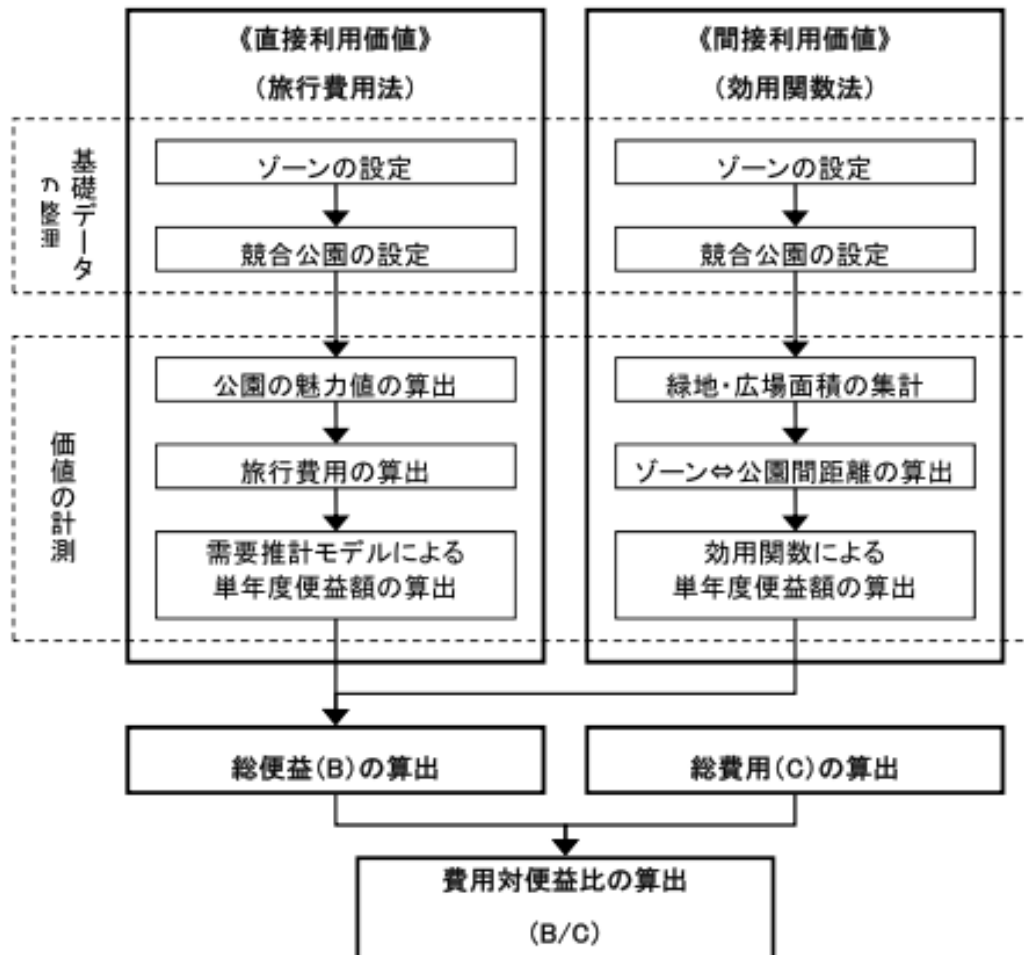 《直接利用価値》
(旅行費用法)
《間接利用価値》
(効用関数法)
基礎データ
の整理
ゾーンの設定
競合公園の設定
ゾーンの設定
競合公園の設定
価値の計測
公園の魅力値の算出
旅行費用の算出
需要推計モデルによる
単年度便益額の算出
緑地・広場面積の集計
ゾーン⇔公園間距離の算出
効用関数による
単年度便益額の算出
総便益(B)の算出
総費用(C)の算出
費用対便益比の算出
(B/C)